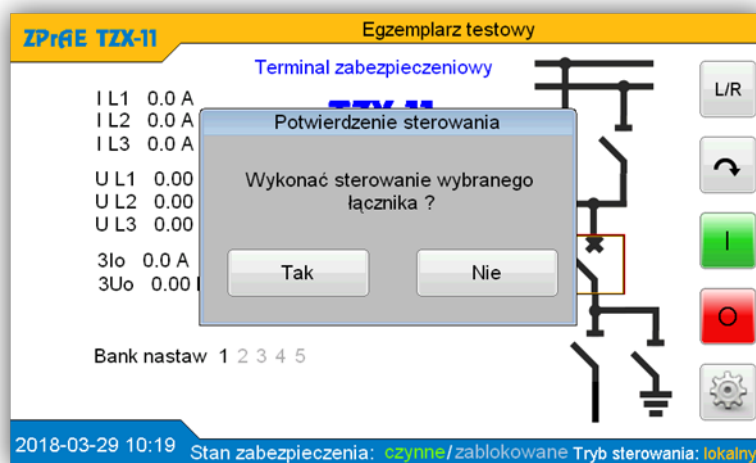 ZPrAE TZX-11
Egzemplarz testowy
Terminal zabezpieczeniowy
TZX-11
I L1 0.0 A
I L2 0.0 A
I L3 0.0 A
U L1 0.00
U L2 0.00
U L3 0.00
3Io 0.0 A
3Uo 0.00
Potwierdzenie sterowania
Wykonać sterowanie wybranego
łącznika ?
Tak
Nie
L/R
I
O
Bank nastaw 1 2 3 4 5
2018-03-29 10:19
Stan zabezpieczenia: czynne/zablokowane
Tryb sterowania: lokalny